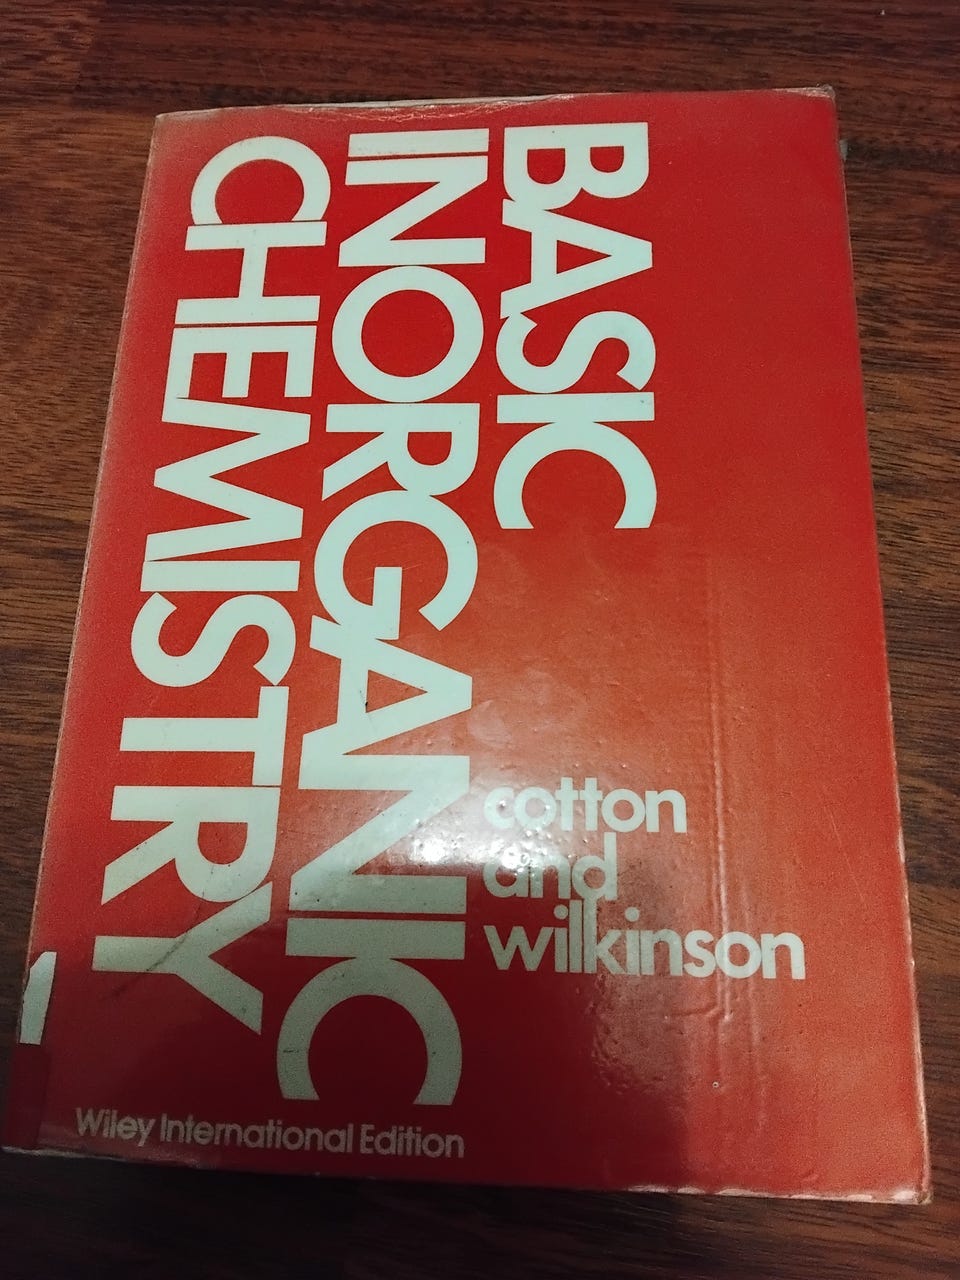 BASIC
INORGANIC
CHEMISTRY
cotton
and
wilkinson
Wiley International Edition